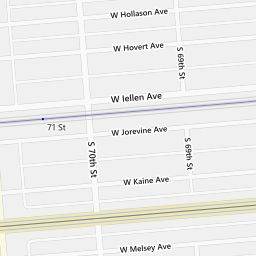 W Hollason Ave
W Hovert Ave
S 69th St
W Iellen Ave
71 St
W Jorevine Ave
S 70th St
S 69th St
W Kaine Ave
W Melsey Ave